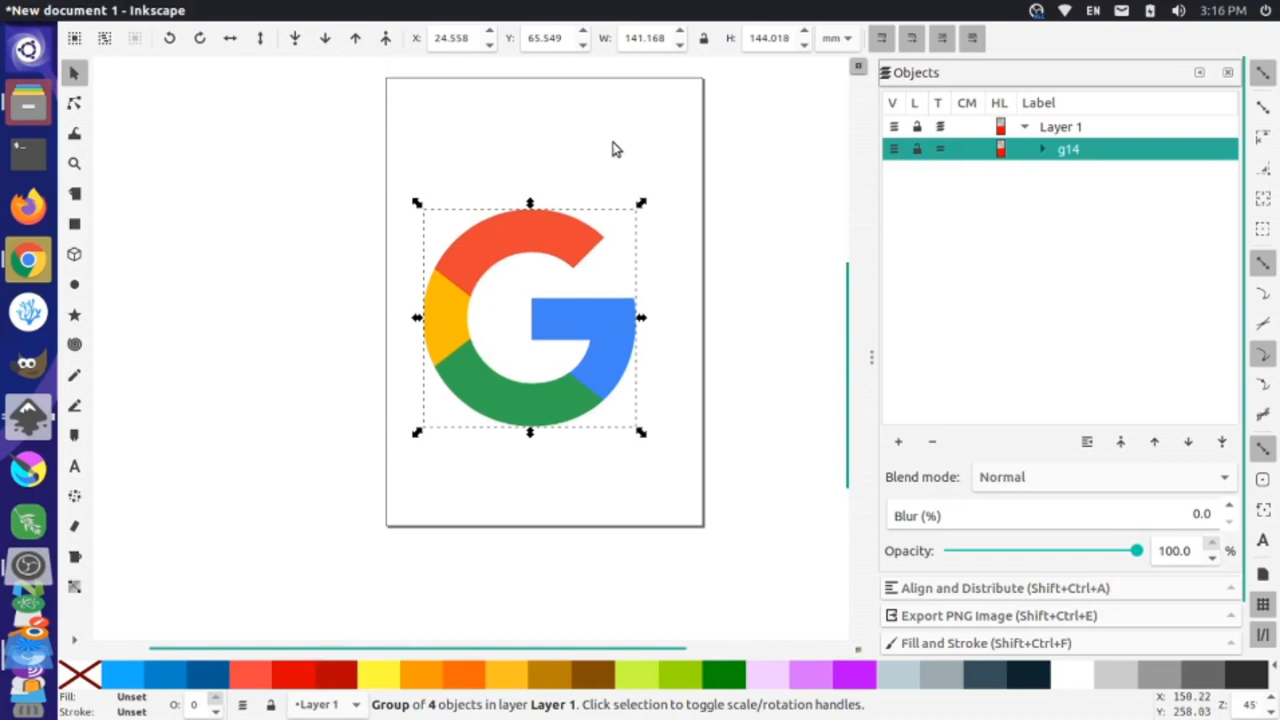 *New document 1 - Inkscape
EN
3:16 PM
X: 24.558 Y: 65.549 W: 141.168 H: 144.018 mm
Objects
V L T CM HL Label
Layer 1
g14
Blend mode: Normal
Blur (%) 0.0
Opacity: 100.0 %
Align and Distribute (Shift+Ctrl+A)
Export PNG Image (Shift+Ctrl+E)
Fill and Stroke (Shift+Ctrl+F)
Fill: Unset
Stroke: Unset
O: 0
•Layer 1
Group of 4 objects in layer Layer 1. Click selection to toggle scale/rotation handles.
X: 150.22
Y: 258.03
Z: 45